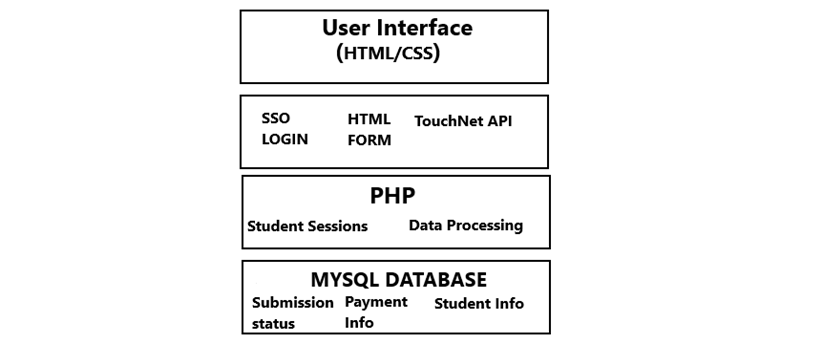 User Interface
(HTML/CSS)
SSO LOGIN
HTML FORM
TouchNet API
PHP
Student Sessions
Data Processing
MYSQL DATABASE
Submission status
Payment Info
Student Info